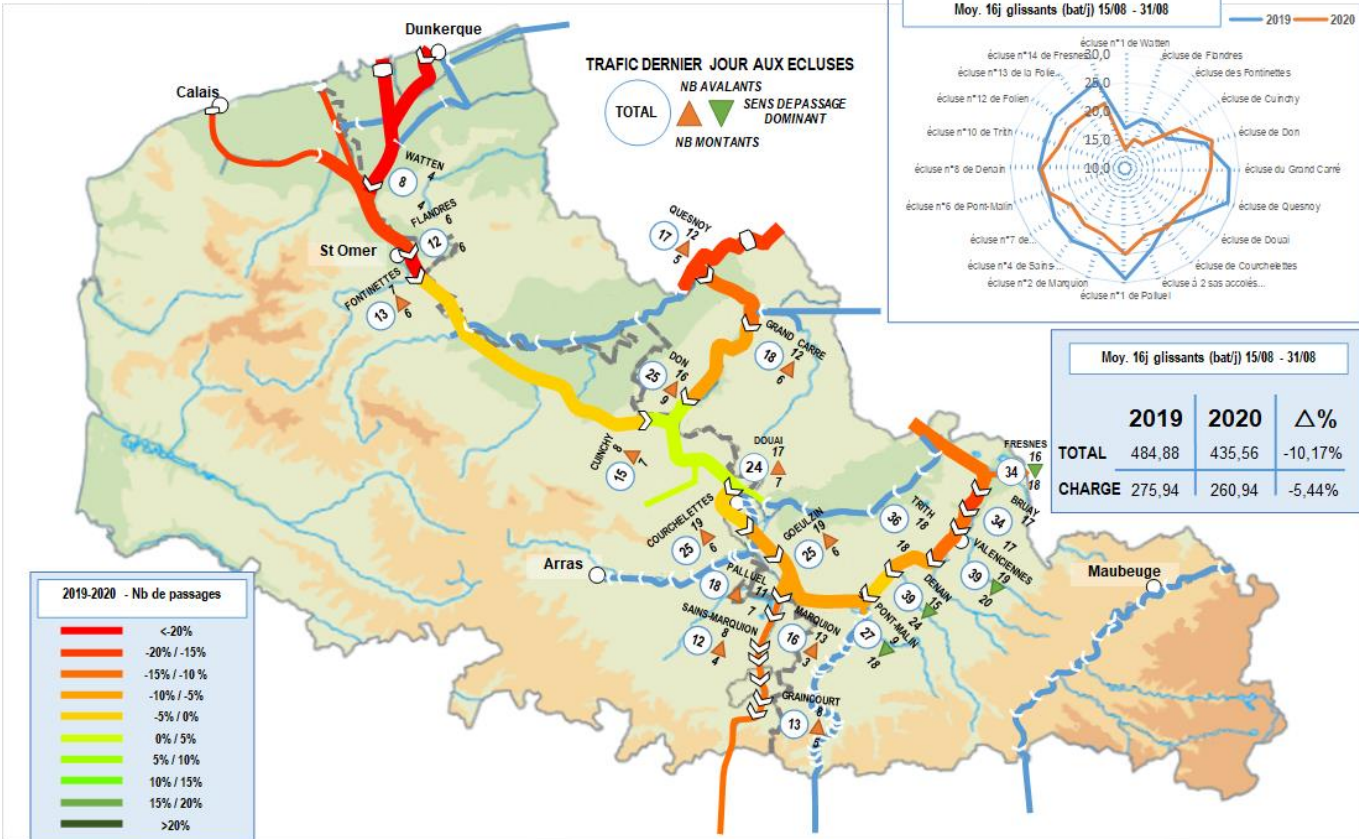 Moy. 16j glissants (bat/j) 15/08 - 31/08
2019
2020
écluse n°1 de Watten
écluse de Flandres
écluse des Fontinettes
écluse de Cuinchy
écluse de Don
écluse du Grand Carré
écluse de Quesnoy
écluse de Douai
écluse de Courchelettes
écluse à 2 sas accolés...
écluse n°1 de Palluel
écluse n°2 de Marquion
écluse n°4 de Sains-...
écluse n°7 de...
écluse n°6 de Pont-Malin
écluse n°8 de Denain
écluse n°10 de Trith
écluse n°12 de Folien
écluse n°13 de la Folie...
écluse n°14 de Fresnes
30,0
25,0
20,0
15,0
10,0
TRAFIC DERNIER JOUR AUX ECLUSES
TOTAL
NB AVALANTS
NB MONTANTS
SENS DE PASSAGE
DOMINANT
Dunkerque
Calais
St Omer
Arras
Maubeuge
WATTEN
4
8
4
FLANDRES
6
12
6
FONTINETTES
7
13
6
QUESNOY
12
17
5
GRAND CARRE
12
18
6
DON
16
25
9
CUINCHY
8
15
7
DOUAI
17
24
7
COURCHELETTES
19
25
6
GOEULZIN
19
25
6
PALLUEL
11
18
7
SAINS-MARQUION
8
12
4
MARQUION
13
16
3
GRAINCOURT
8
13
5
PONT-MALIN
9
27
18
DENAIN
15
39
24
TRITH
18
36
18
VALENCIENNES
19
39
20
BRUAY
17
34
17
FRESNES
16
34
18
Moy. 16j glissants (bat/j) 15/08 - 31/08
2019 2020 △%
TOTAL 484,88 435,56 -10,17%
CHARGE 275,94 260,94 -5,44%
2019-2020 - Nb de passages
<-20%
-20% / -15%
-15% / -10 %
-10% / -5%
-5% / 0%
0% / 5%
5% / 10%
10% / 15%
15% / 20%
>20%